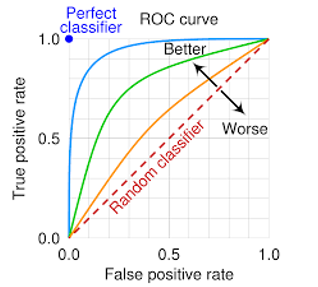 Perfect
classifier
ROC curve
1.0
Better
Worse
0.5
Random classifier
True positive rate
0.0
0.0 0.5 1.0
False positive rate